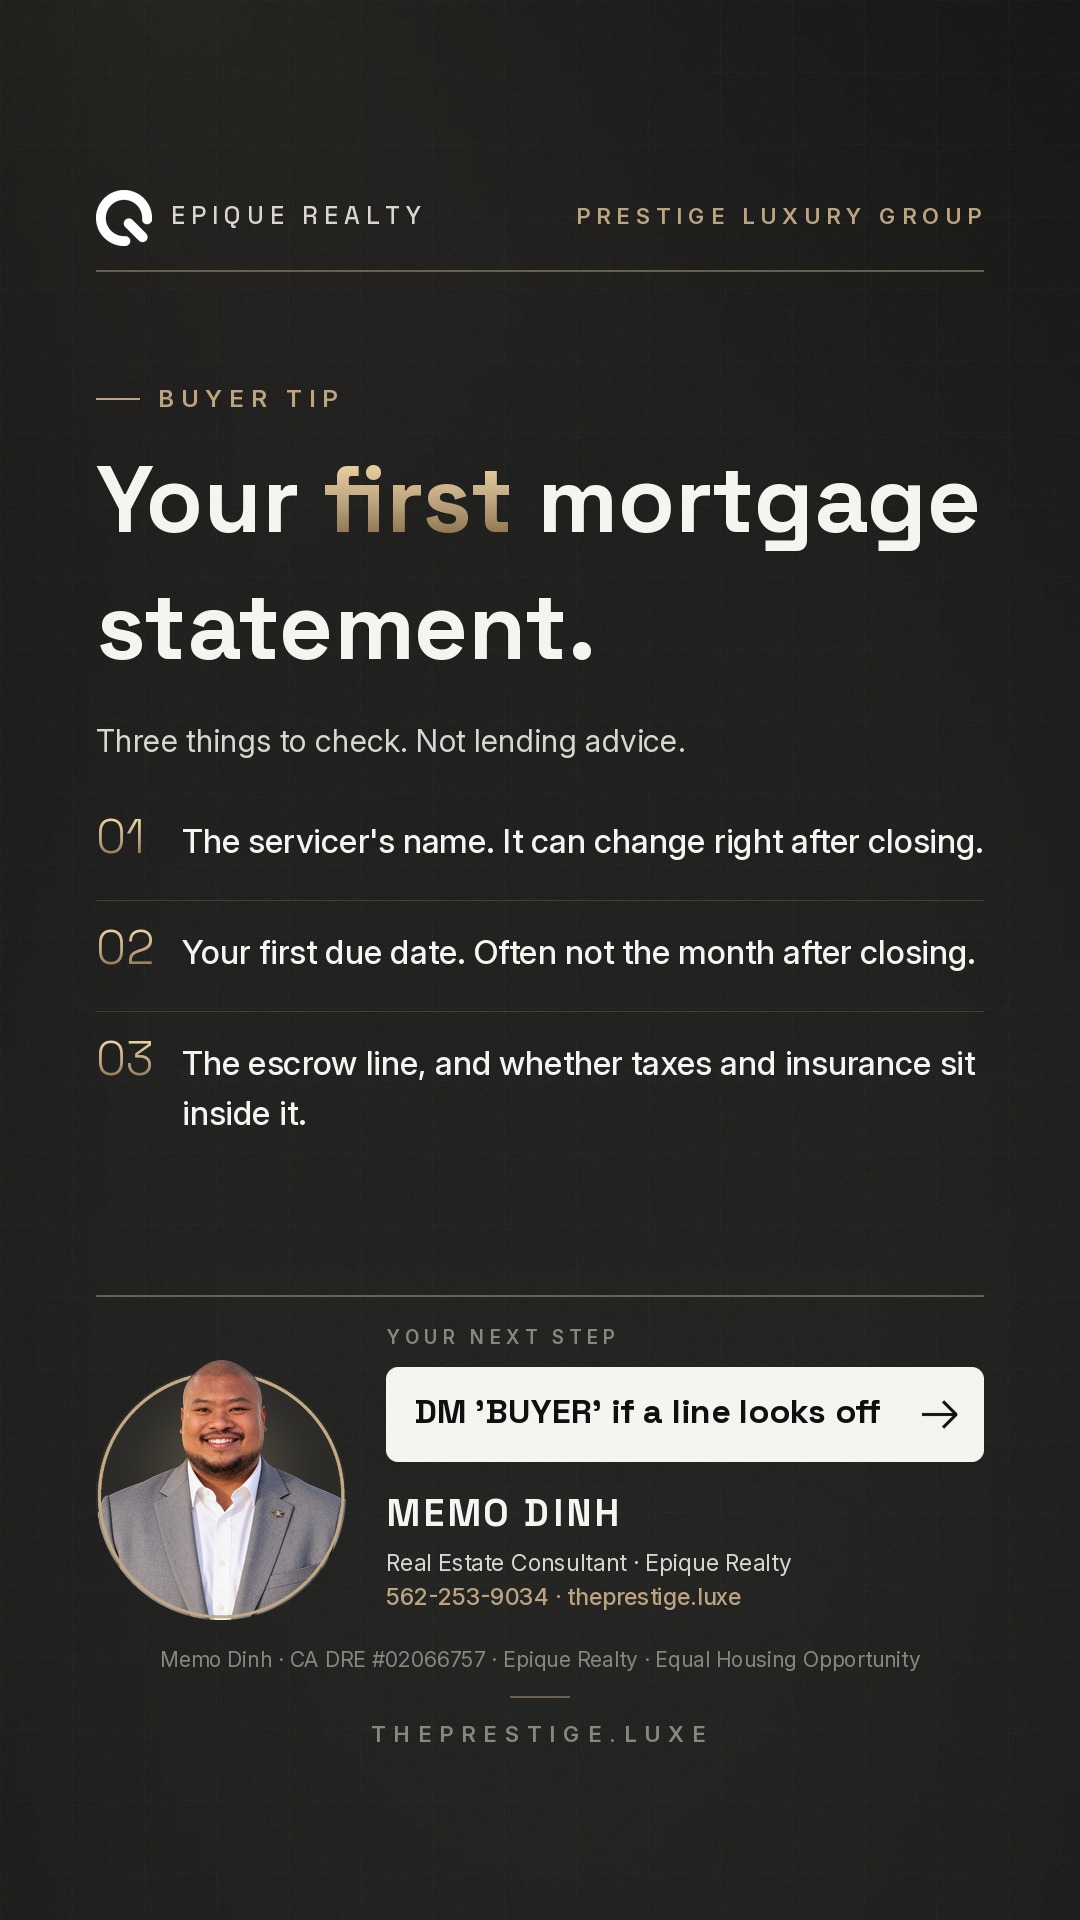 EPIQUE REALTY
PRESTIGE LUXURY GROUP
BUYER TIP
Your first mortgage
statement.
Three things to check. Not lending advice.
01 The servicer's name. It can change right after closing.
02 Your first due date. Often not the month after closing.
03 The escrow line, and whether taxes and insurance sit
inside it.
YOUR NEXT STEP
DM ’BUYER’ if a line looks off →
MEMO DINH
Real Estate Consultant · Epique Realty
562-253-9034 · theprestige.luxe
Memo Dinh · CA DRE #02066757 · Epique Realty · Equal Housing Opportunity
THEPRESTIGE.LUXE